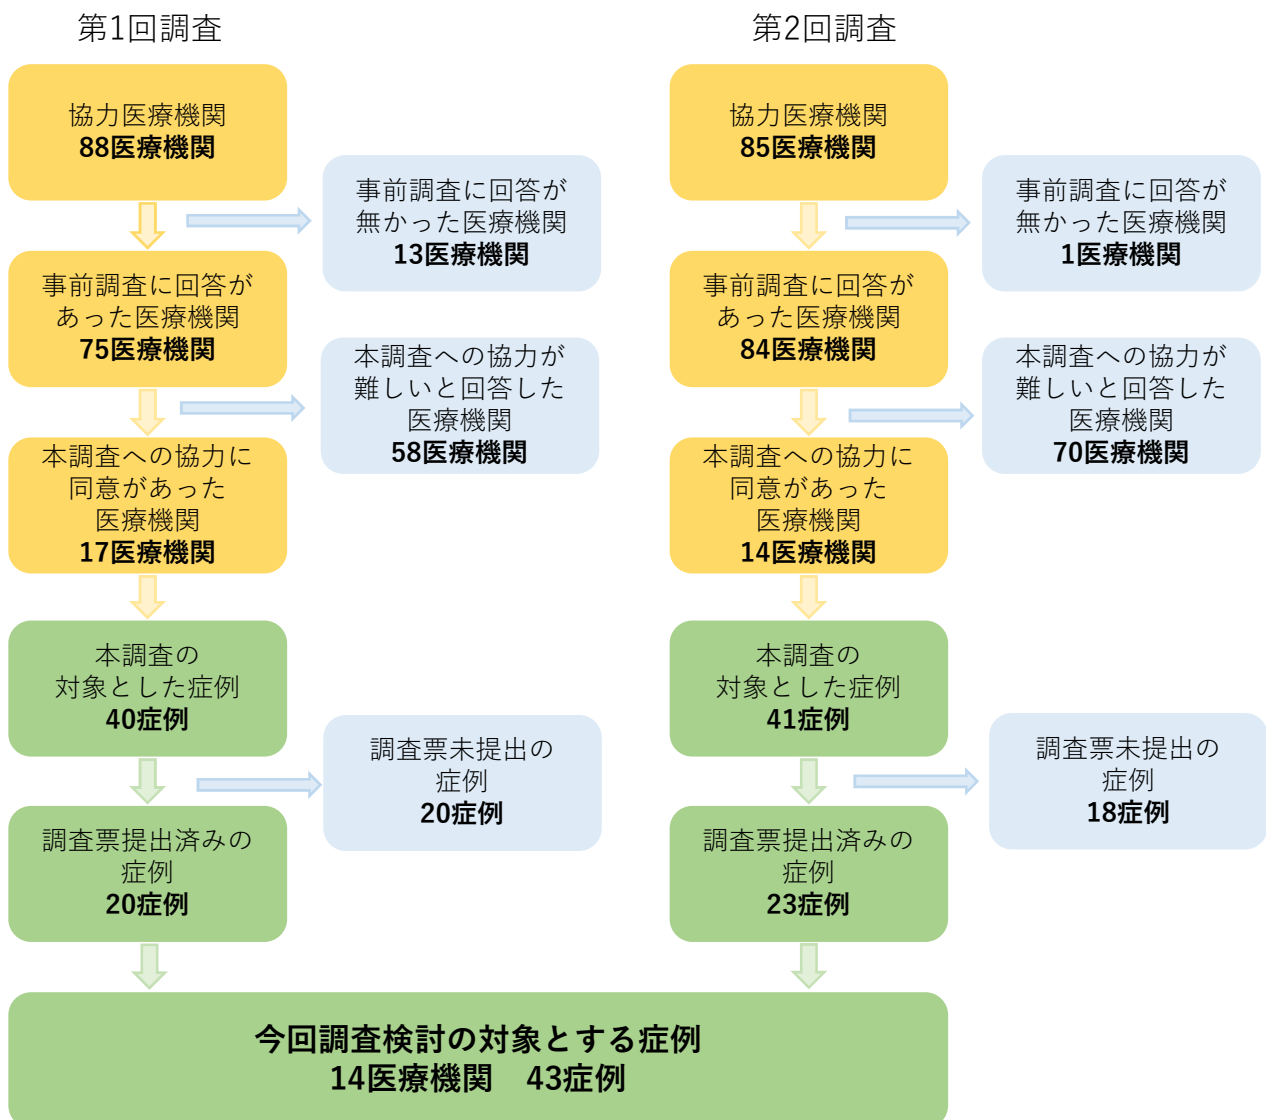 第1回調査
協力医療機関
88医療機関
事前調査に回答が
無かった医療機関
13医療機関
事前調査に回答が
あった医療機関
75医療機関
本調査への協力が
難しいと回答した
医療機関
58医療機関
本調査への協力に
同意があった
医療機関
17医療機関
本調査の
対象とした症例
40症例
調査票未提出の
症例
20症例
調査票提出済みの
症例
20症例
第2回調査
協力医療機関
85医療機関
事前調査に回答が
無かった医療機関
1医療機関
事前調査に回答が
あった医療機関
84医療機関
本調査への協力が
難しいと回答した
医療機関
70医療機関
本調査への協力に
同意があった
医療機関
14医療機関
本調査の
対象とした症例
41症例
調査票未提出の
症例
18症例
調査票提出済みの
症例
23症例
今回調査検討の対象とする症例
14医療機関　43症例